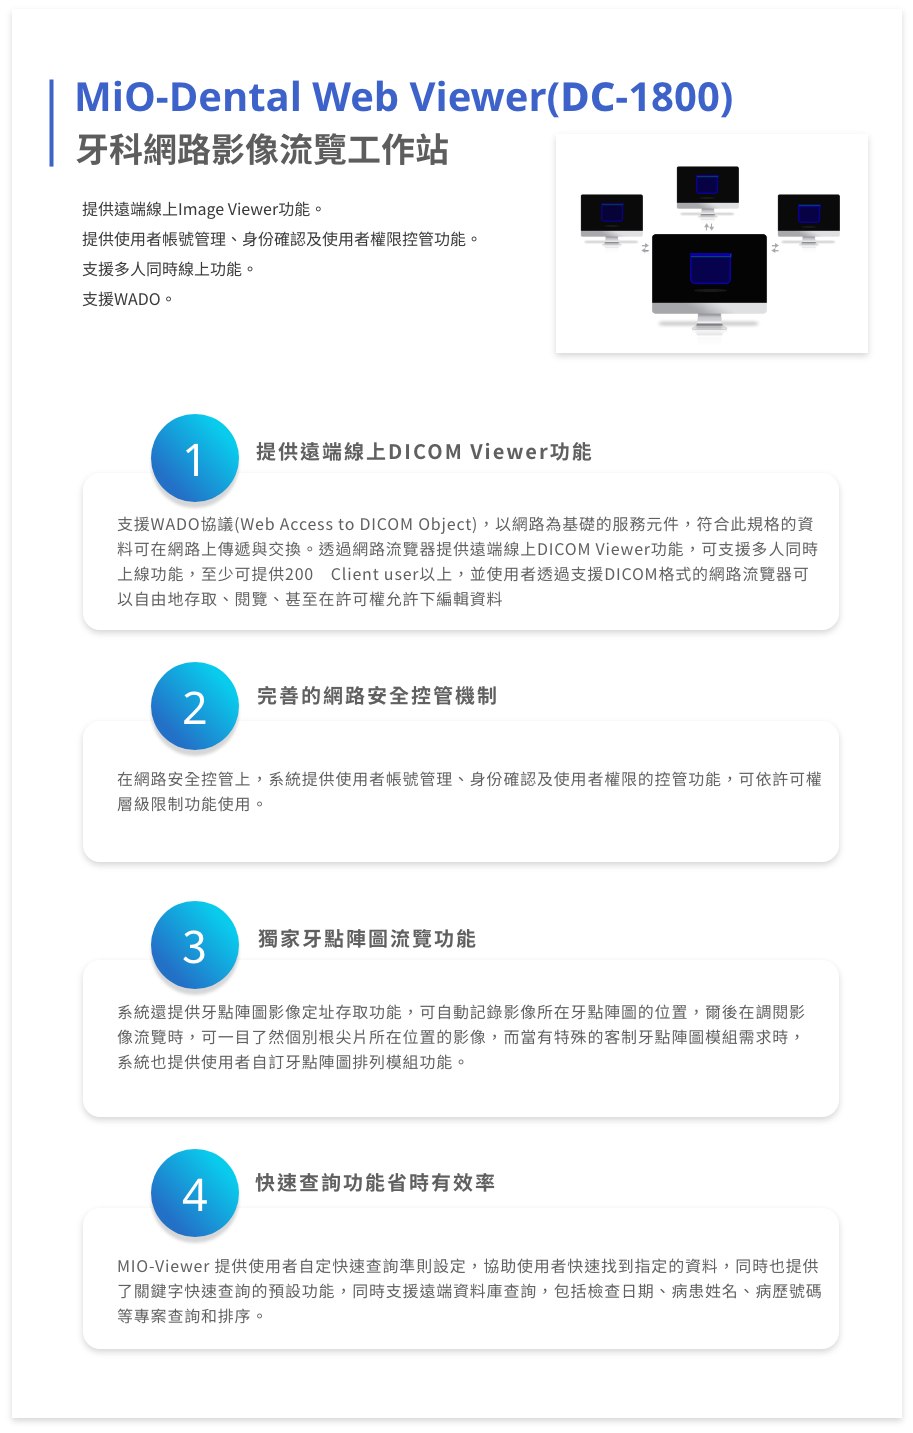 MiO-Dental Web Viewer(DC-1800)
牙科網路影像流覽工作站
提供遠端線上Image Viewer功能。
提供使用者帳號管理、身份確認及使用者權限控管功能。
支援多人同時線上功能。
支援WADO。
1
提供遠端線上DICOM Viewer功能
支援WADO協議(Web Access to DICOM Object)，以網路為基礎的服務元件，符合此規格的資
料可在網路上傳遞與交換。透過網路流覽器提供遠端線上DICOM Viewer功能，可支援多人同時
上線功能，至少可提供200　Client user以上，並使用者透過支援DICOM格式的網路流覽器可
以自由地存取、閱覽、甚至在許可權允許下編輯資料
2
完善的網路安全控管機制
在網路安全控管上，系統提供使用者帳號管理、身份確認及使用者權限的控管功能，可依許可權
層級限制功能使用。
3
獨家牙點陣圖流覽功能
系統還提供牙點陣圖影像定址存取功能，可自動記錄影像所在牙點陣圖的位置，爾後在調閱影
像流覽時，可一目了然個別根尖片所在位置的影像，而當有特殊的客制牙點陣圖模組需求時，
系統也提供使用者自訂牙點陣圖排列模組功能。
4
快速查詢功能省時有效率
MIO-Viewer 提供使用者自定快速查詢準則設定，協助使用者快速找到指定的資料，同時也提供
了關鍵字快速查詢的預設功能，同時支援遠端資料庫查詢，包括檢查日期、病患姓名、病歷號碼
等專案查詢和排序。